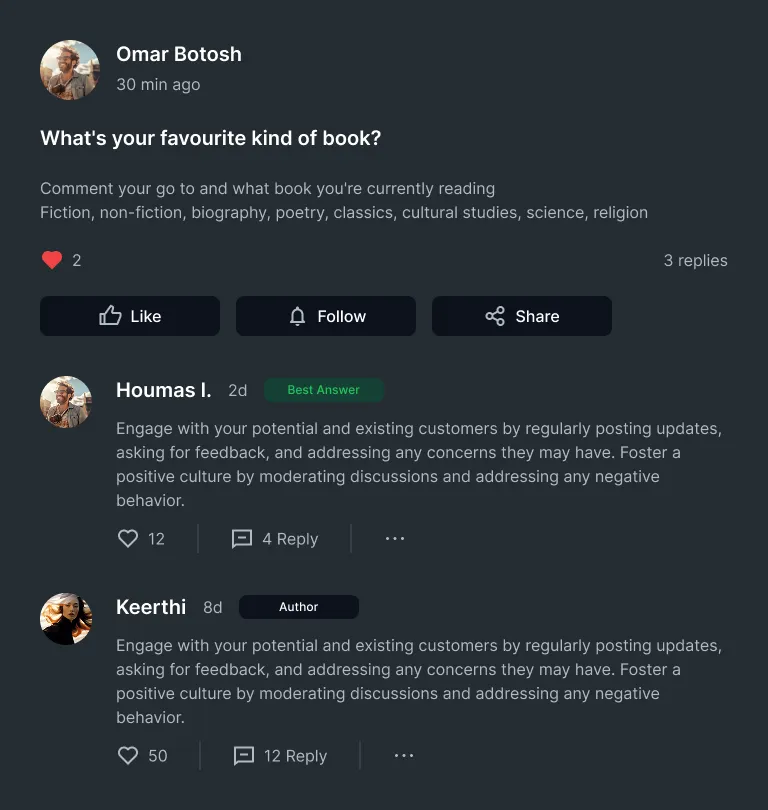 Omar Botosh
30 min ago
What's your favourite kind of book?
Comment your go to and what book you're currently reading
Fiction, non-fiction, biography, poetry, classics, cultural studies, science, religion
2
3 replies
Like
Follow
Share
Houmas I. 2d Best Answer
Engage with your potential and existing customers by regularly posting updates,
asking for feedback, and addressing any concerns they may have. Foster a
positive culture by moderating discussions and addressing any negative
behavior.
12
4 Reply
Keerthi 8d Author
Engage with your potential and existing customers by regularly posting updates,
asking for feedback, and addressing any concerns they may have. Foster a
positive culture by moderating discussions and addressing any negative
behavior.
50
12 Reply